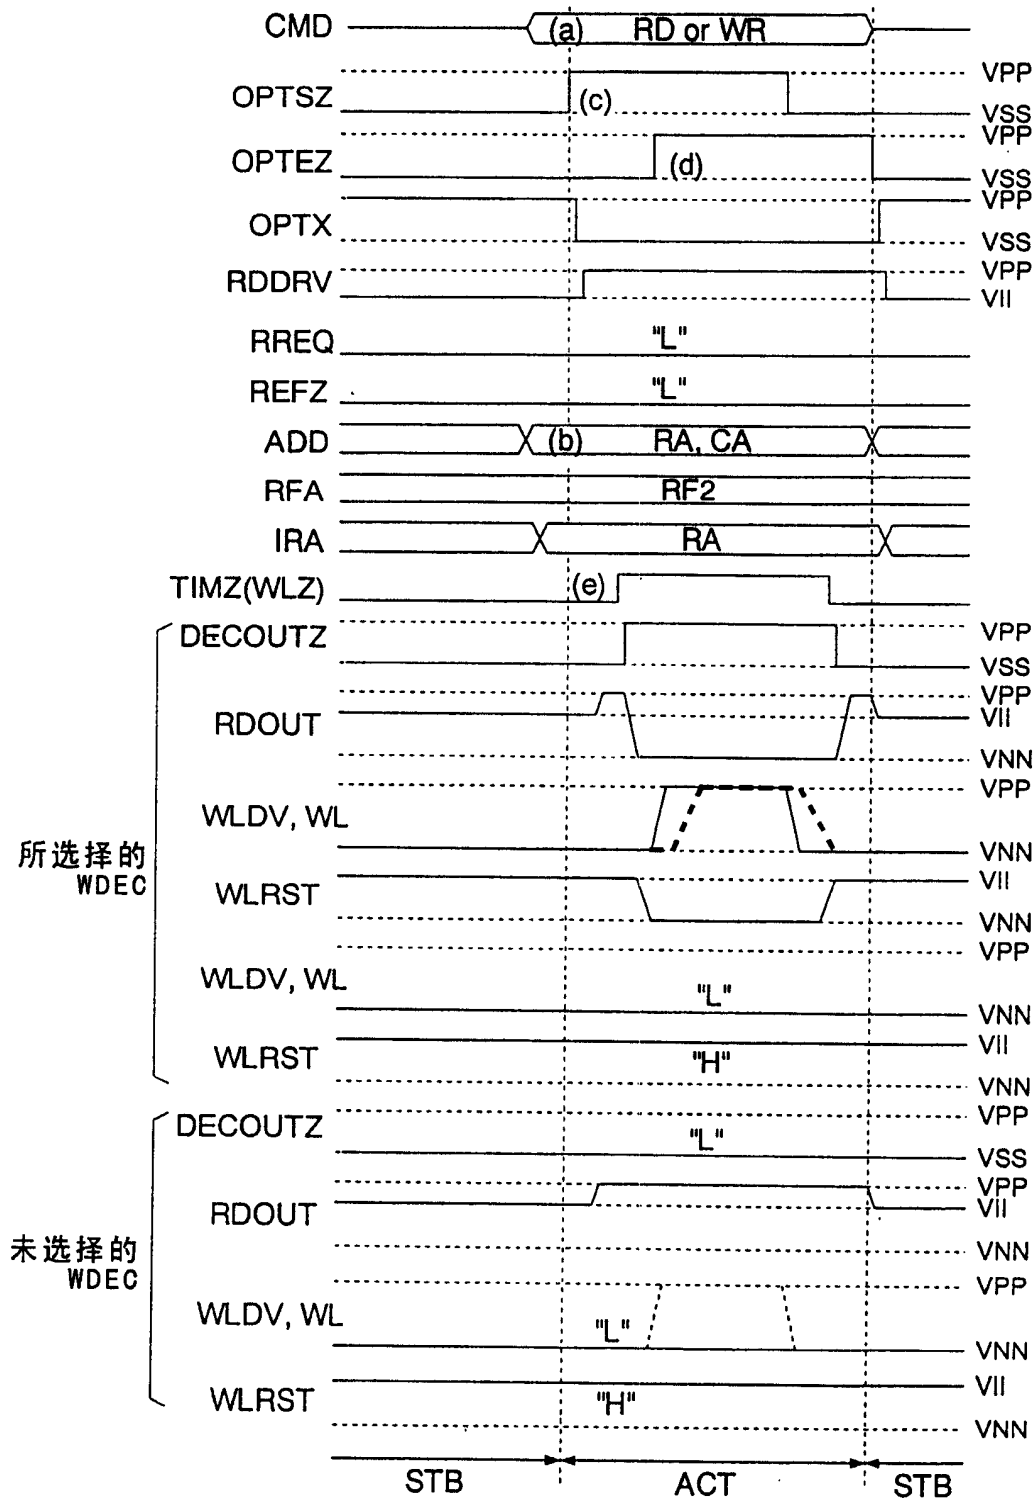 CMD (a) RD or WR
OPTSZ (c) VPP
VSS
OPTEZ (d) VPP
VSS
OPTX VPP
VSS
RDDRV VPP
VII
RREQ "L"
REFZ "L"
ADD (b) RA, CA
RFA RF2
IRA RA
TIMZ(WLZ) (e)
所选择的
WDEC
DECOUTZ VPP
VSS
RDOUT VPP
VII
VNN
WLDV, WL VPP
VNN
WLRST VII
VNN
WLDV, WL "L" VPP
VNN
WLRST "H" VII
VNN
未选择的
WDEC
DECOUTZ "L" VPP
VSS
RDOUT VPP
VII
VNN
WLDV, WL "L" VPP
VNN
WLRST "H" VII
VNN
STB ACT STB